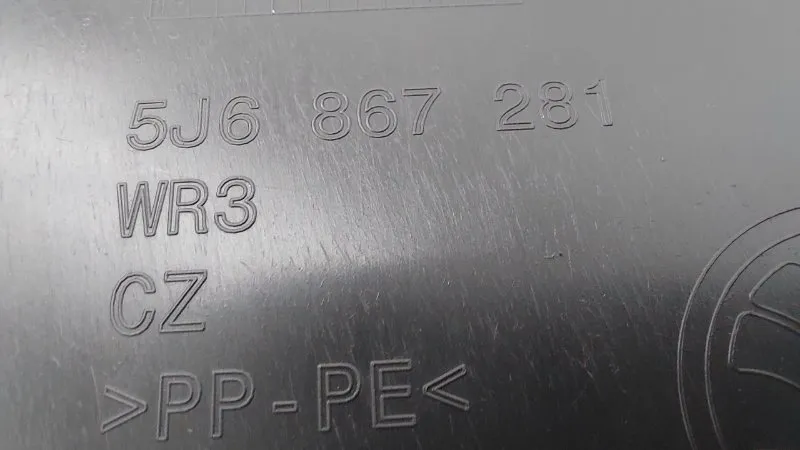 5J6 867 281
WR3
CZ
>PP-PE<